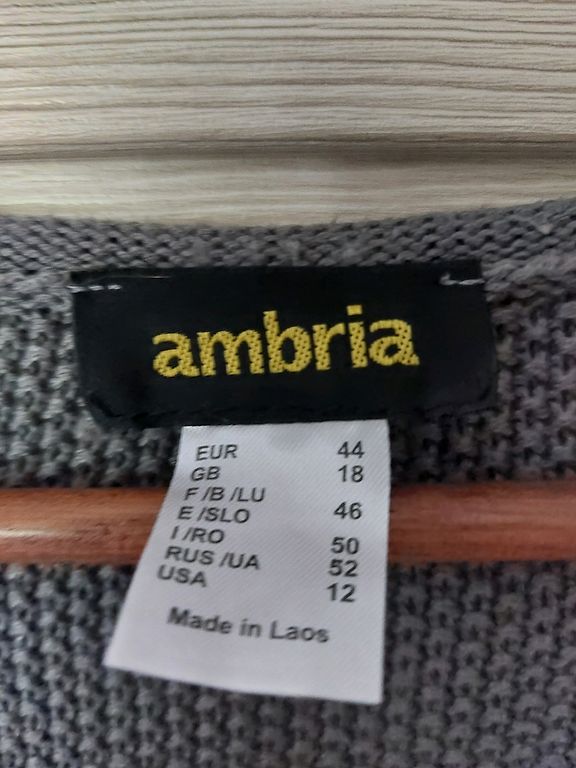 ambria
EUR 44
GB 18
F /B /LU
E /SLO 46
I /RO 50
RUS /UA 52
USA 12
Made in Laos